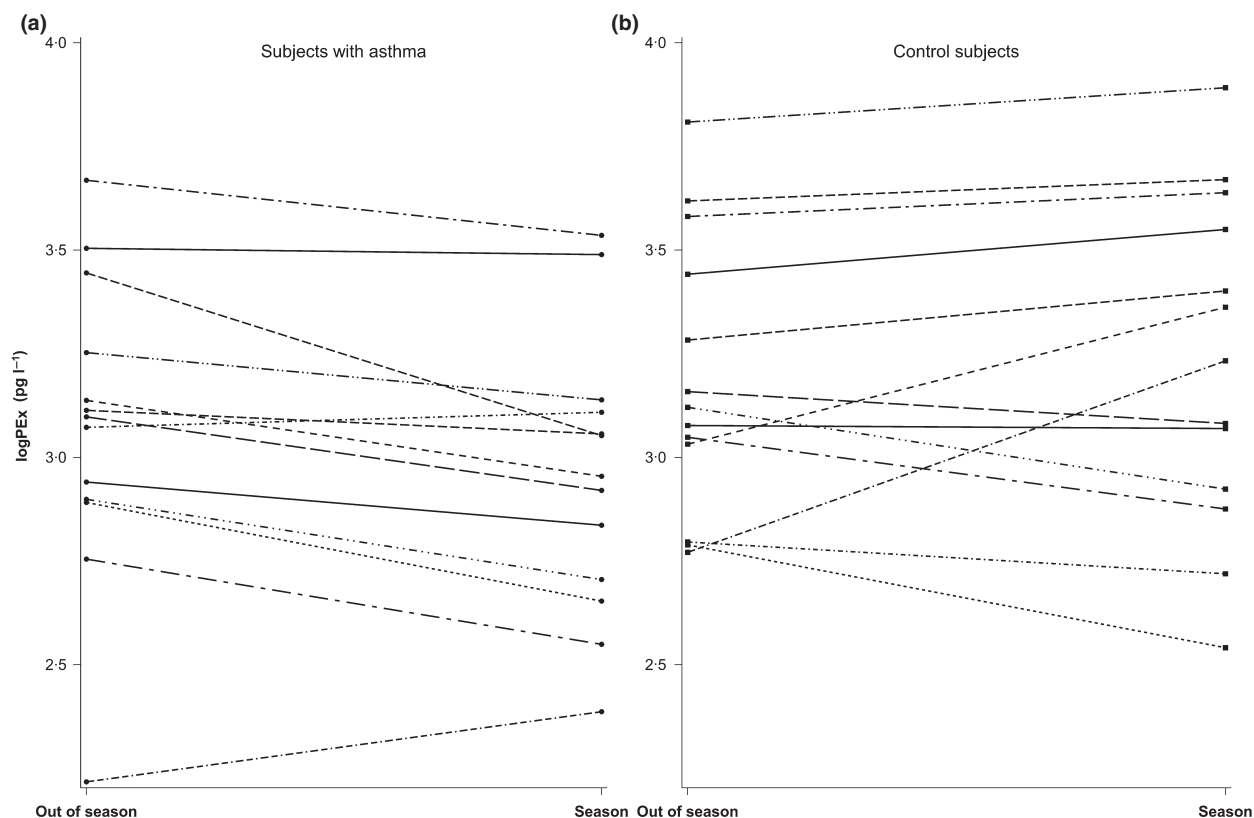 (a)
Subjects with asthma
4·0
3·5
3·0
2·5
logPEx (pg l⁻¹)
Out of season
Season
(b)
Control subjects
4·0
3·5
3·0
2·5
Out of season
Season